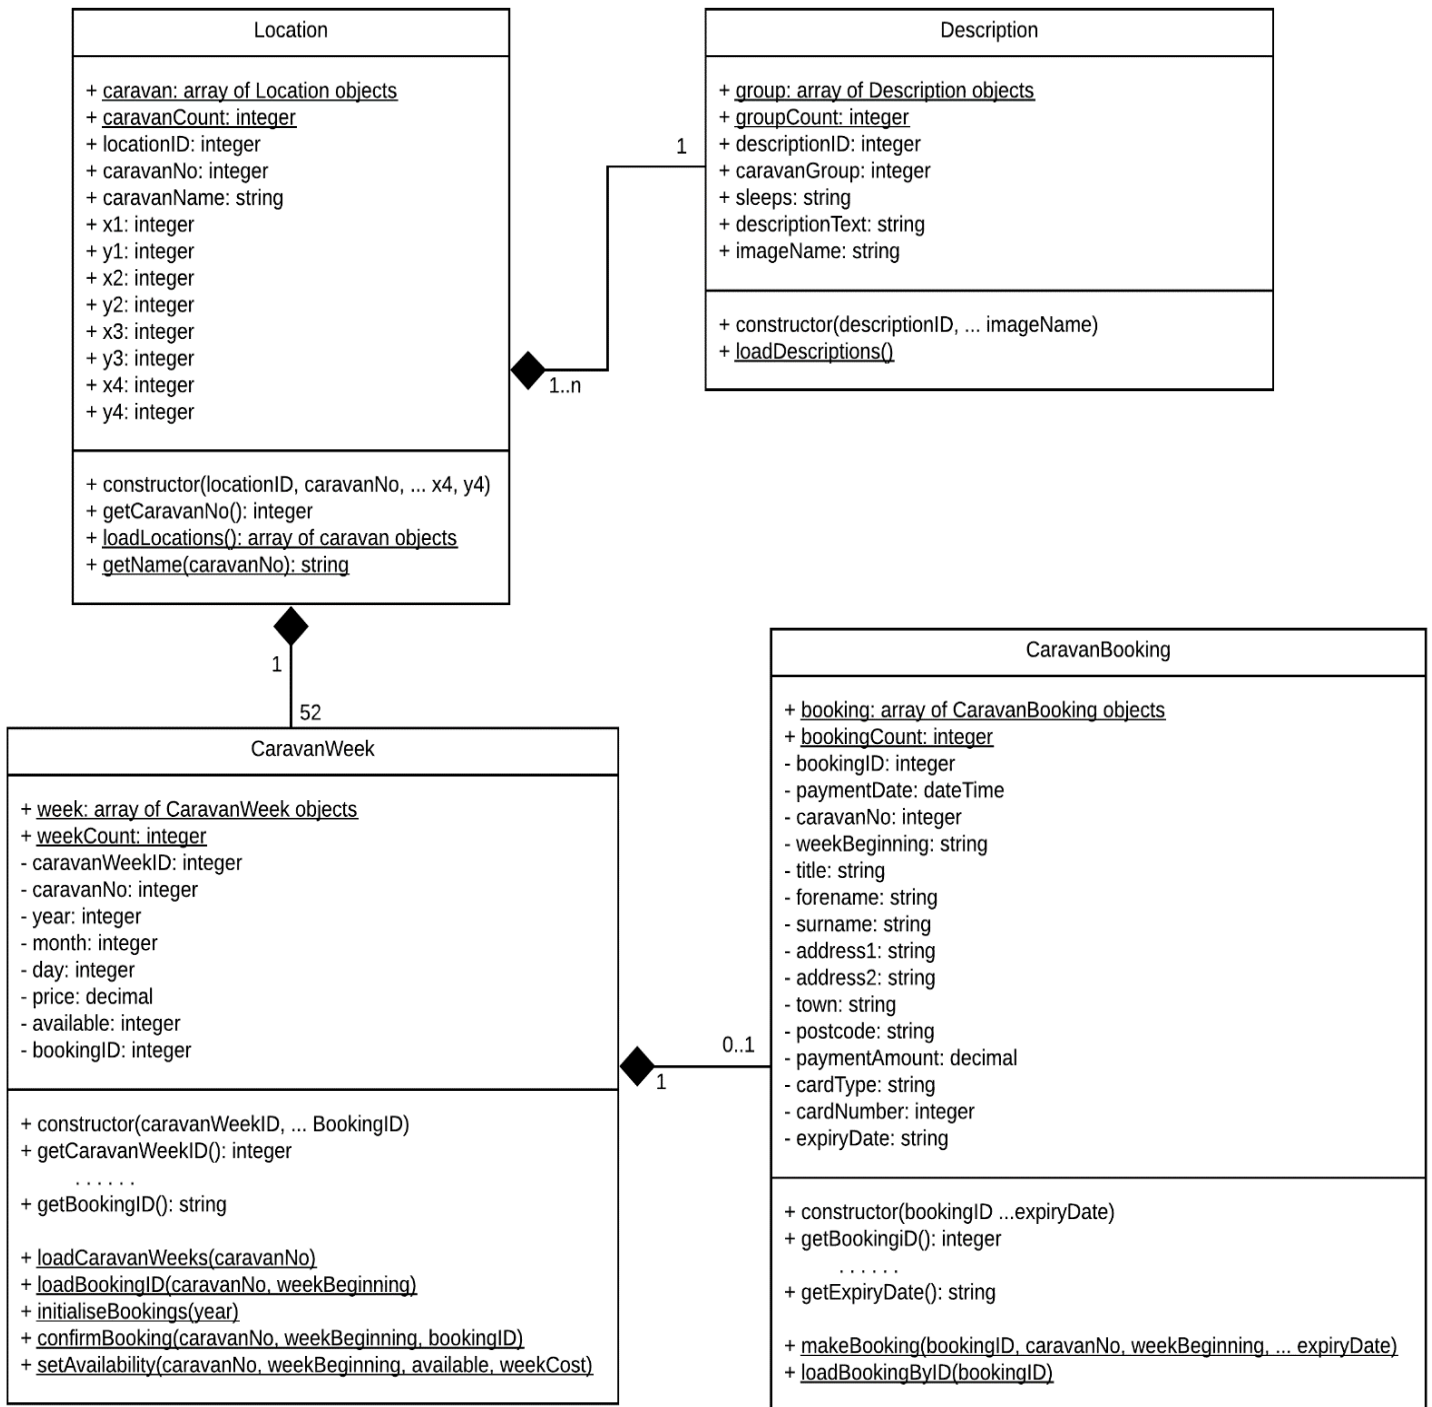 Location
+ caravan: array of Location objects
+ caravanCount: integer
+ locationID: integer
+ caravanNo: integer
+ caravanName: string
+ x1: integer
+ y1: integer
+ x2: integer
+ y2: integer
+ x3: integer
+ y3: integer
+ x4: integer
+ y4: integer
+ constructor(locationID, caravanNo, ... x4, y4)
+ getCaravanNo(): integer
+ loadLocations(): array of caravan objects
+ getName(caravanNo): string
1
1..n
Description
+ group: array of Description objects
+ groupCount: integer
+ descriptionID: integer
+ caravanGroup: integer
+ sleeps: string
+ descriptionText: string
+ imageName: string
+ constructor(descriptionID, ... imageName)
+ loadDescriptions()
1
52
CaravanWeek
+ week: array of CaravanWeek objects
+ weekCount: integer
- caravanWeekID: integer
- caravanNo: integer
- year: integer
- month: integer
- day: integer
- price: decimal
- available: integer
- bookingID: integer
+ constructor(caravanWeekID, ... BookingID)
+ getCaravanWeekID(): integer
. . . . . .
+ getBookingID(): string
+ loadCaravanWeeks(caravanNo)
+ loadBookingID(caravanNo, weekBeginning)
+ initialiseBookings(year)
+ confirmBooking(caravanNo, weekBeginning, bookingID)
+ setAvailability(caravanNo, weekBeginning, available, weekCost)
0..1
1
CaravanBooking
+ booking: array of CaravanBooking objects
+ bookingCount: integer
- bookingID: integer
- paymentDate: dateTime
- caravanNo: integer
- weekBeginning: string
- title: string
- forename: string
- surname: string
- address1: string
- address2: string
- town: string
- postcode: string
- paymentAmount: decimal
- cardType: string
- cardNumber: integer
- expiryDate: string
+ constructor(bookingID ...expiryDate)
+ getBookingiD(): integer
. . . . . .
+ getExpiryDate(): string
+ makeBooking(bookingID, caravanNo, weekBeginning, ... expiryDate)
+ loadBookingByID(bookingID)